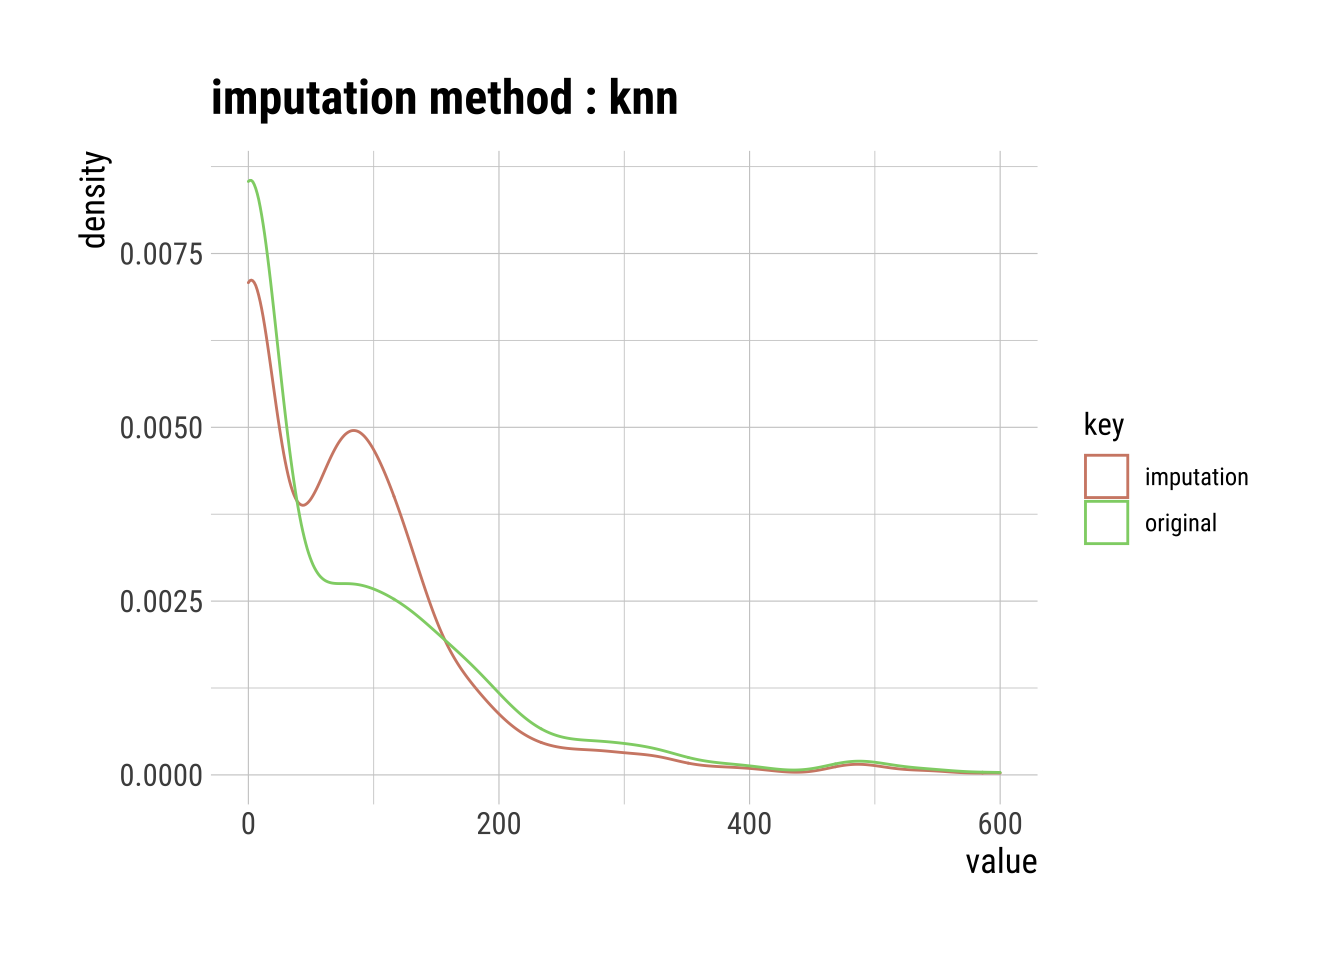 imputation method : knn
density
0.0075
0.0050
0.0025
0.0000
0 200 400 600
value
key
imputation
original